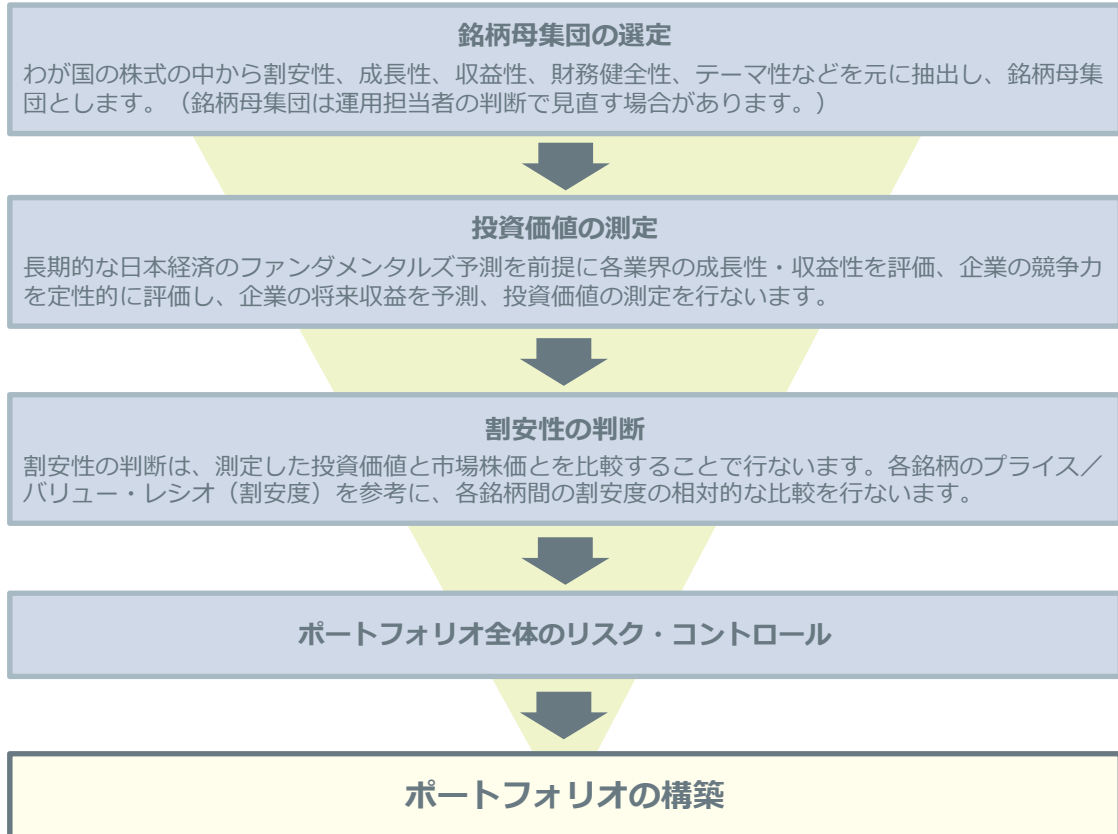 銘柄母集団の選定
わが国の株式の中から割安性、成長性、収益性、財務健全性、テーマ性などを元に抽出し、銘柄母集
団とします。（銘柄母集団は運用担当者の判断で見直す場合があります。）
投資価値の測定
長期的な日本経済のファンダメンタルズ予測を前提に各業界の成長性・収益性を評価、企業の競争力
を定性的に評価し、企業の将来収益を予測、投資価値の測定を行ないます。
割安性の判断
割安性の判断は、測定した投資価値と市場株価とを比較することで行ないます。各銘柄のプライス／
バリュー・レシオ（割安度）を参考に、各銘柄間の割安度の相対的な比較を行ないます。
ポートフォリオ全体のリスク・コントロール
ポートフォリオの構築